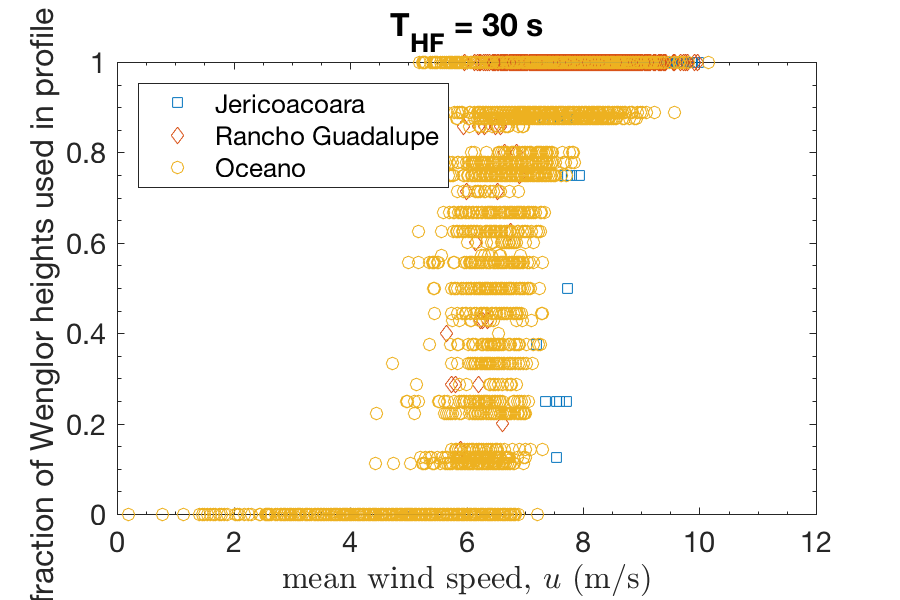 T_HF = 30 s
fraction of Wenglor heights used in profile
1
0.8
0.6
0.4
0.2
0
Jericoacoara
Rancho Guadalupe
Oceano
0 2 4 6 8 10 12
mean wind speed, u (m/s)